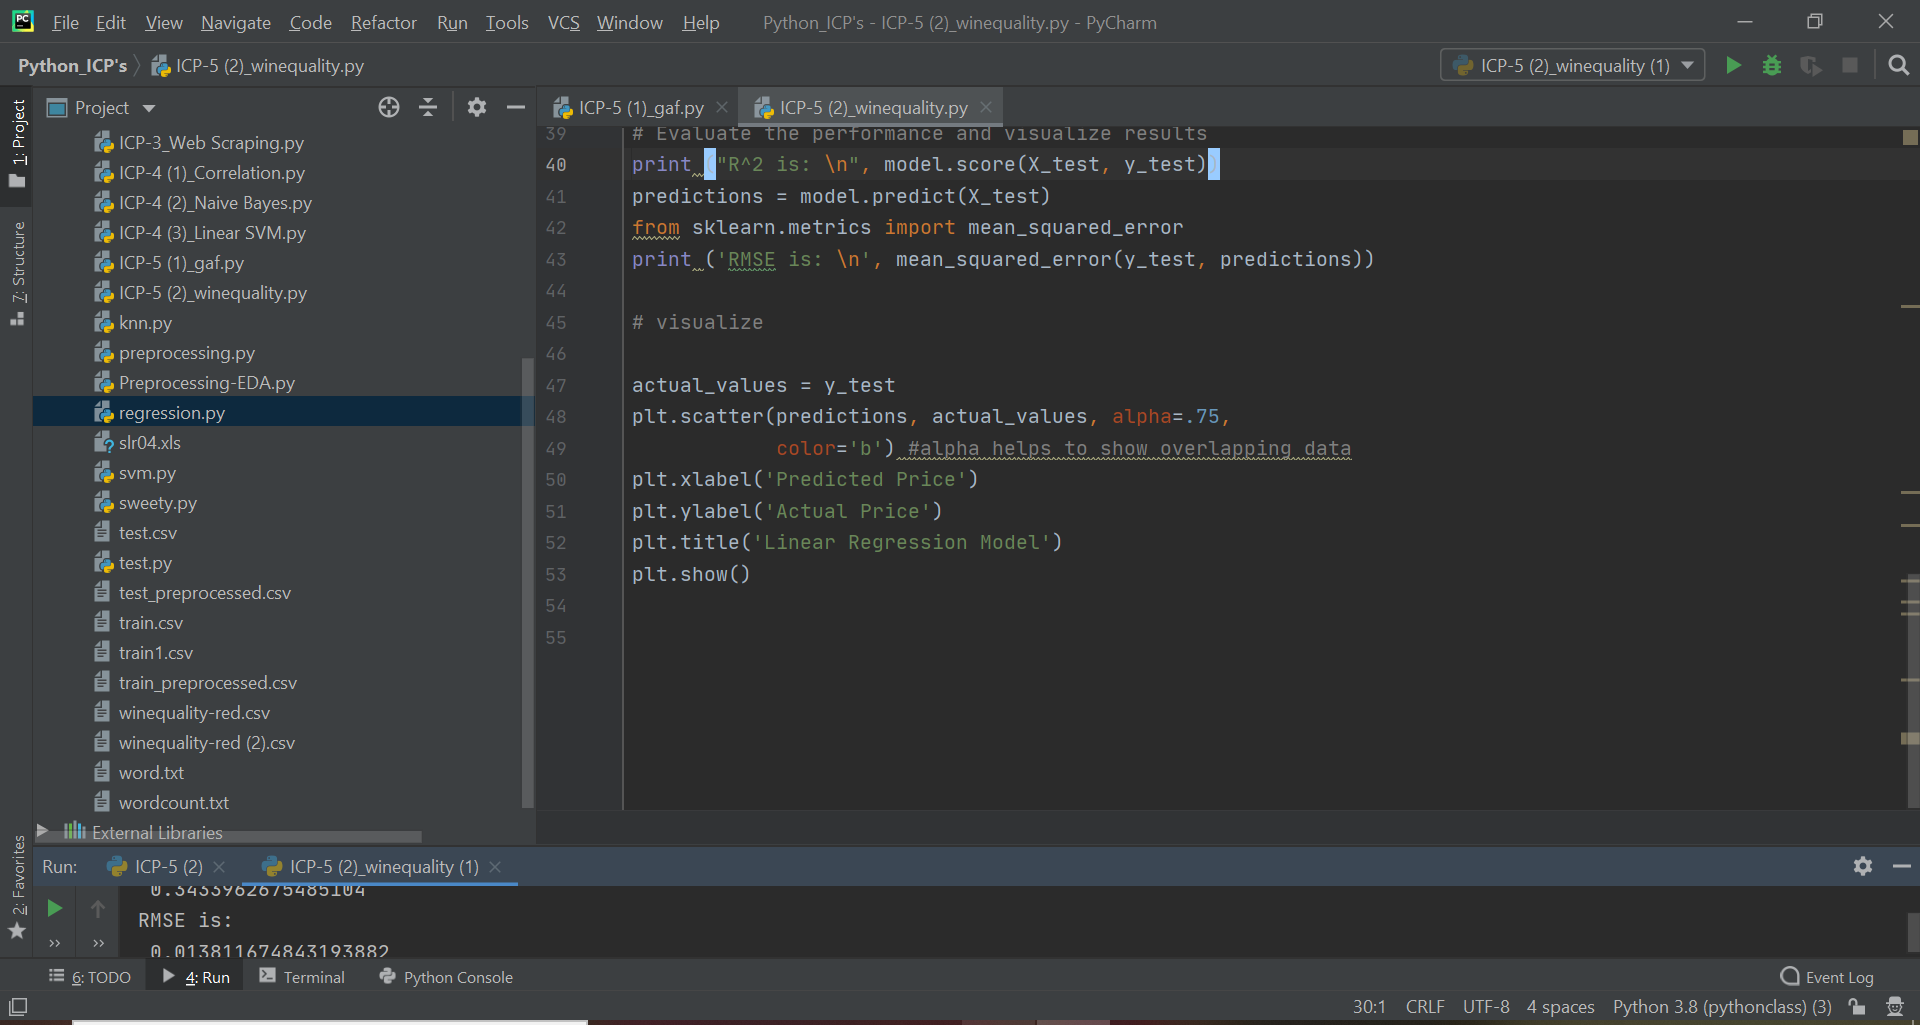 PC File Edit View Navigate Code Refactor Run Tools VCS Window Help Python_ICP's - ICP-5 (2)_winequality.py - PyCharm
Python_ICP's ICP-5 (2)_winequality.py ICP-5 (2)_winequality (1)
1: Project
7: Structure
2: Favorites
Project
ICP-3_Web Scraping.py
ICP-4 (1)_Correlation.py
ICP-4 (2)_Naive Bayes.py
ICP-4 (3)_Linear SVM.py
ICP-5 (1)_gaf.py
ICP-5 (2)_winequality.py
knn.py
preprocessing.py
Preprocessing-EDA.py
regression.py
slr04.xls
svm.py
sweety.py
test.csv
test.py
test_preprocessed.csv
train.csv
train1.csv
train_preprocessed.csv
winequality-red.csv
winequality-red (2).csv
word.txt
wordcount.txt
External Libraries
ICP-5 (1)_gaf.py ICP-5 (2)_winequality.py
39 # Evaluate the performance and visualize results
40 print ("R^2 is: \n", model.score(X_test, y_test))
41 predictions = model.predict(X_test)
42 from sklearn.metrics import mean_squared_error
43 print ('RMSE is: \n', mean_squared_error(y_test, predictions))
44
45 # visualize
46
47 actual_values = y_test
48 plt.scatter(predictions, actual_values, alpha=.75,
49 color='b') #alpha helps to show overlapping data
50 plt.xlabel('Predicted Price')
51 plt.ylabel('Actual Price')
52 plt.title('Linear Regression Model')
53 plt.show()
54
55
Run: ICP-5 (2) ICP-5 (2)_winequality (1)
0.3433962675485104
RMSE is:
0.013811674843193882
6: TODO 4: Run Terminal Python Console Event Log
30:1 CRLF UTF-8 4 spaces Python 3.8 (pythonclass) (3)